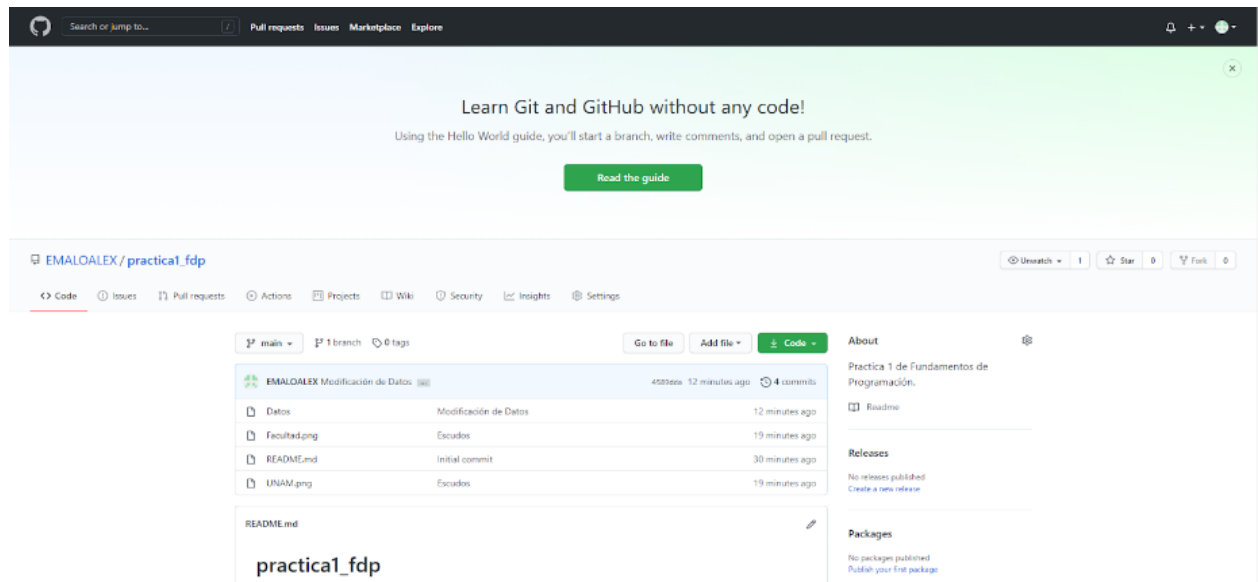 Search or jump to... / Pull requests Issues Marketplace Explore
Learn Git and GitHub without any code!
Using the Hello World guide, you'll start a branch, write comments, and open a pull request.
Read the guide
EMALOALEX / practica1_fdp
Unwatch 1 Star 0 Fork 0
Code Issues Pull requests Actions Projects Wiki Security Insights Settings
main 1 branch 0 tags Go to file Add file Code
EMALOALEX Modificación de Datos 12 minutes ago 4 commits
Datos Modificación de Datos 12 minutes ago
Facultad.png Escudos 19 minutes ago
README.md Initial commit 30 minutes ago
UNAM.png Escudos 19 minutes ago
README.md
practica1_fdp
About
Practica 1 de Fundamentos de
Programación.
Readme
Releases
No releases published
Create a new release
Packages
No packages published
Publish your first package